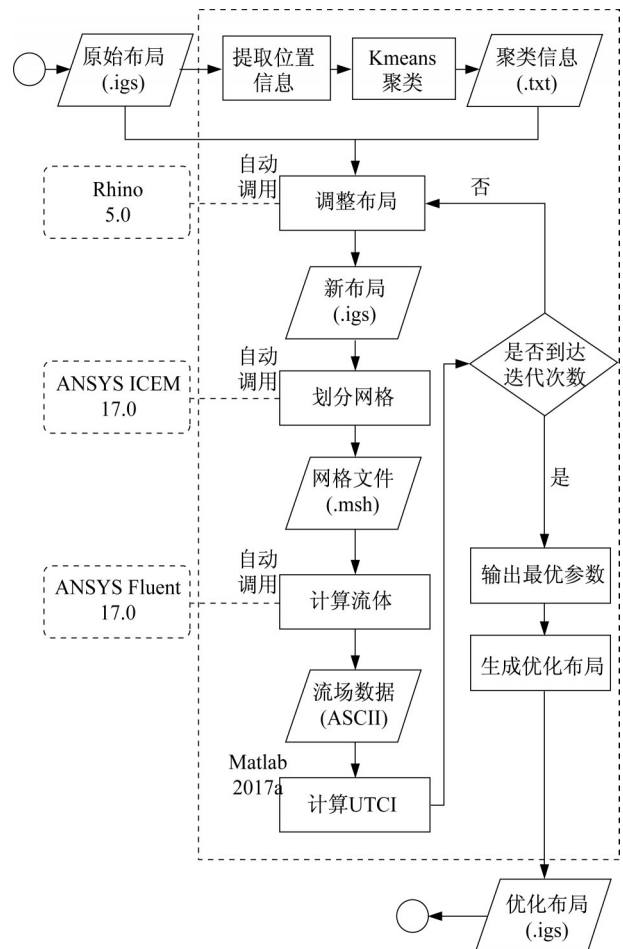 原始布局
(.igs)
提取位置
信息
Kmeans
聚类
聚类信息
(.txt)
自动
调用
Rhino
5.0
调整布局
否
新布局
(.igs)
是否到达
迭代次数
自动
调用
ANSYS ICEM
17.0
划分网格
网格文件
(.msh)
是
自动
调用
ANSYS Fluent
17.0
计算流体
输出最优参数
生成优化布局
流场数据
(ASCII)
Matlab
2017a
计算UTCI
优化布局
(.igs)